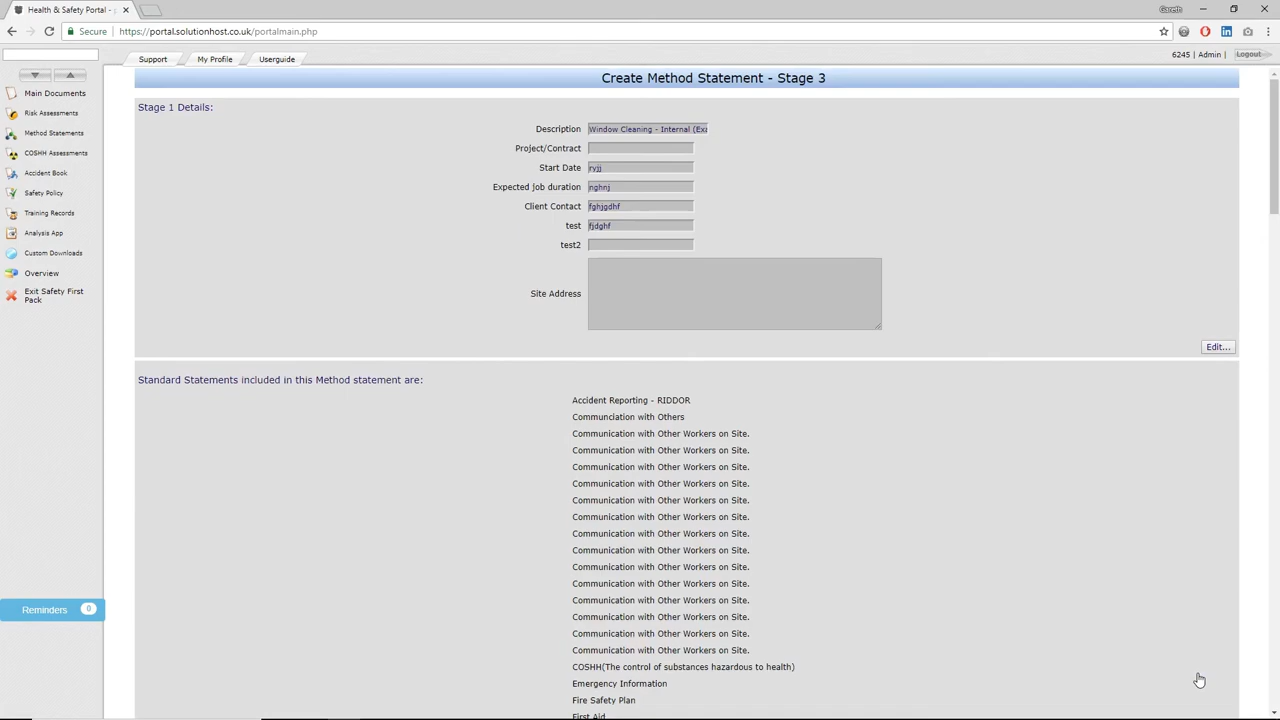 Health & Safety Portal - p
Gareth
Secure
https://portal.solutionhost.co.uk/portalmain.php
Support
My Profile
Userguide
6245 | Admin |
Logout
Main Documents
Risk Assessments
Method Statements
COSHH Assessments
Accident Book
Safety Policy
Training Records
Analysis App
Custom Downloads
Overview
Exit Safety First
Pack
Reminders 0
Create Method Statement - Stage 3
Stage 1 Details:
Description Window Cleaning - Internal (Exa
Project/Contract
Start Date ryjj
Expected job duration nghnj
Client Contact fghjgdhf
test fjdghf
test2
Site Address
Edit...
Standard Statements included in this Method statement are:
Accident Reporting - RIDDOR
Communciation with Others
Communication with Other Workers on Site.
Communication with Other Workers on Site.
Communication with Other Workers on Site.
Communication with Other Workers on Site.
Communication with Other Workers on Site.
Communication with Other Workers on Site.
Communication with Other Workers on Site.
Communication with Other Workers on Site.
Communication with Other Workers on Site.
Communication with Other Workers on Site.
Communication with Other Workers on Site.
Communication with Other Workers on Site.
Communication with Other Workers on Site.
Communication with Other Workers on Site.
COSHH(The control of substances hazardous to health)
Emergency Information
Fire Safety Plan
First Aid